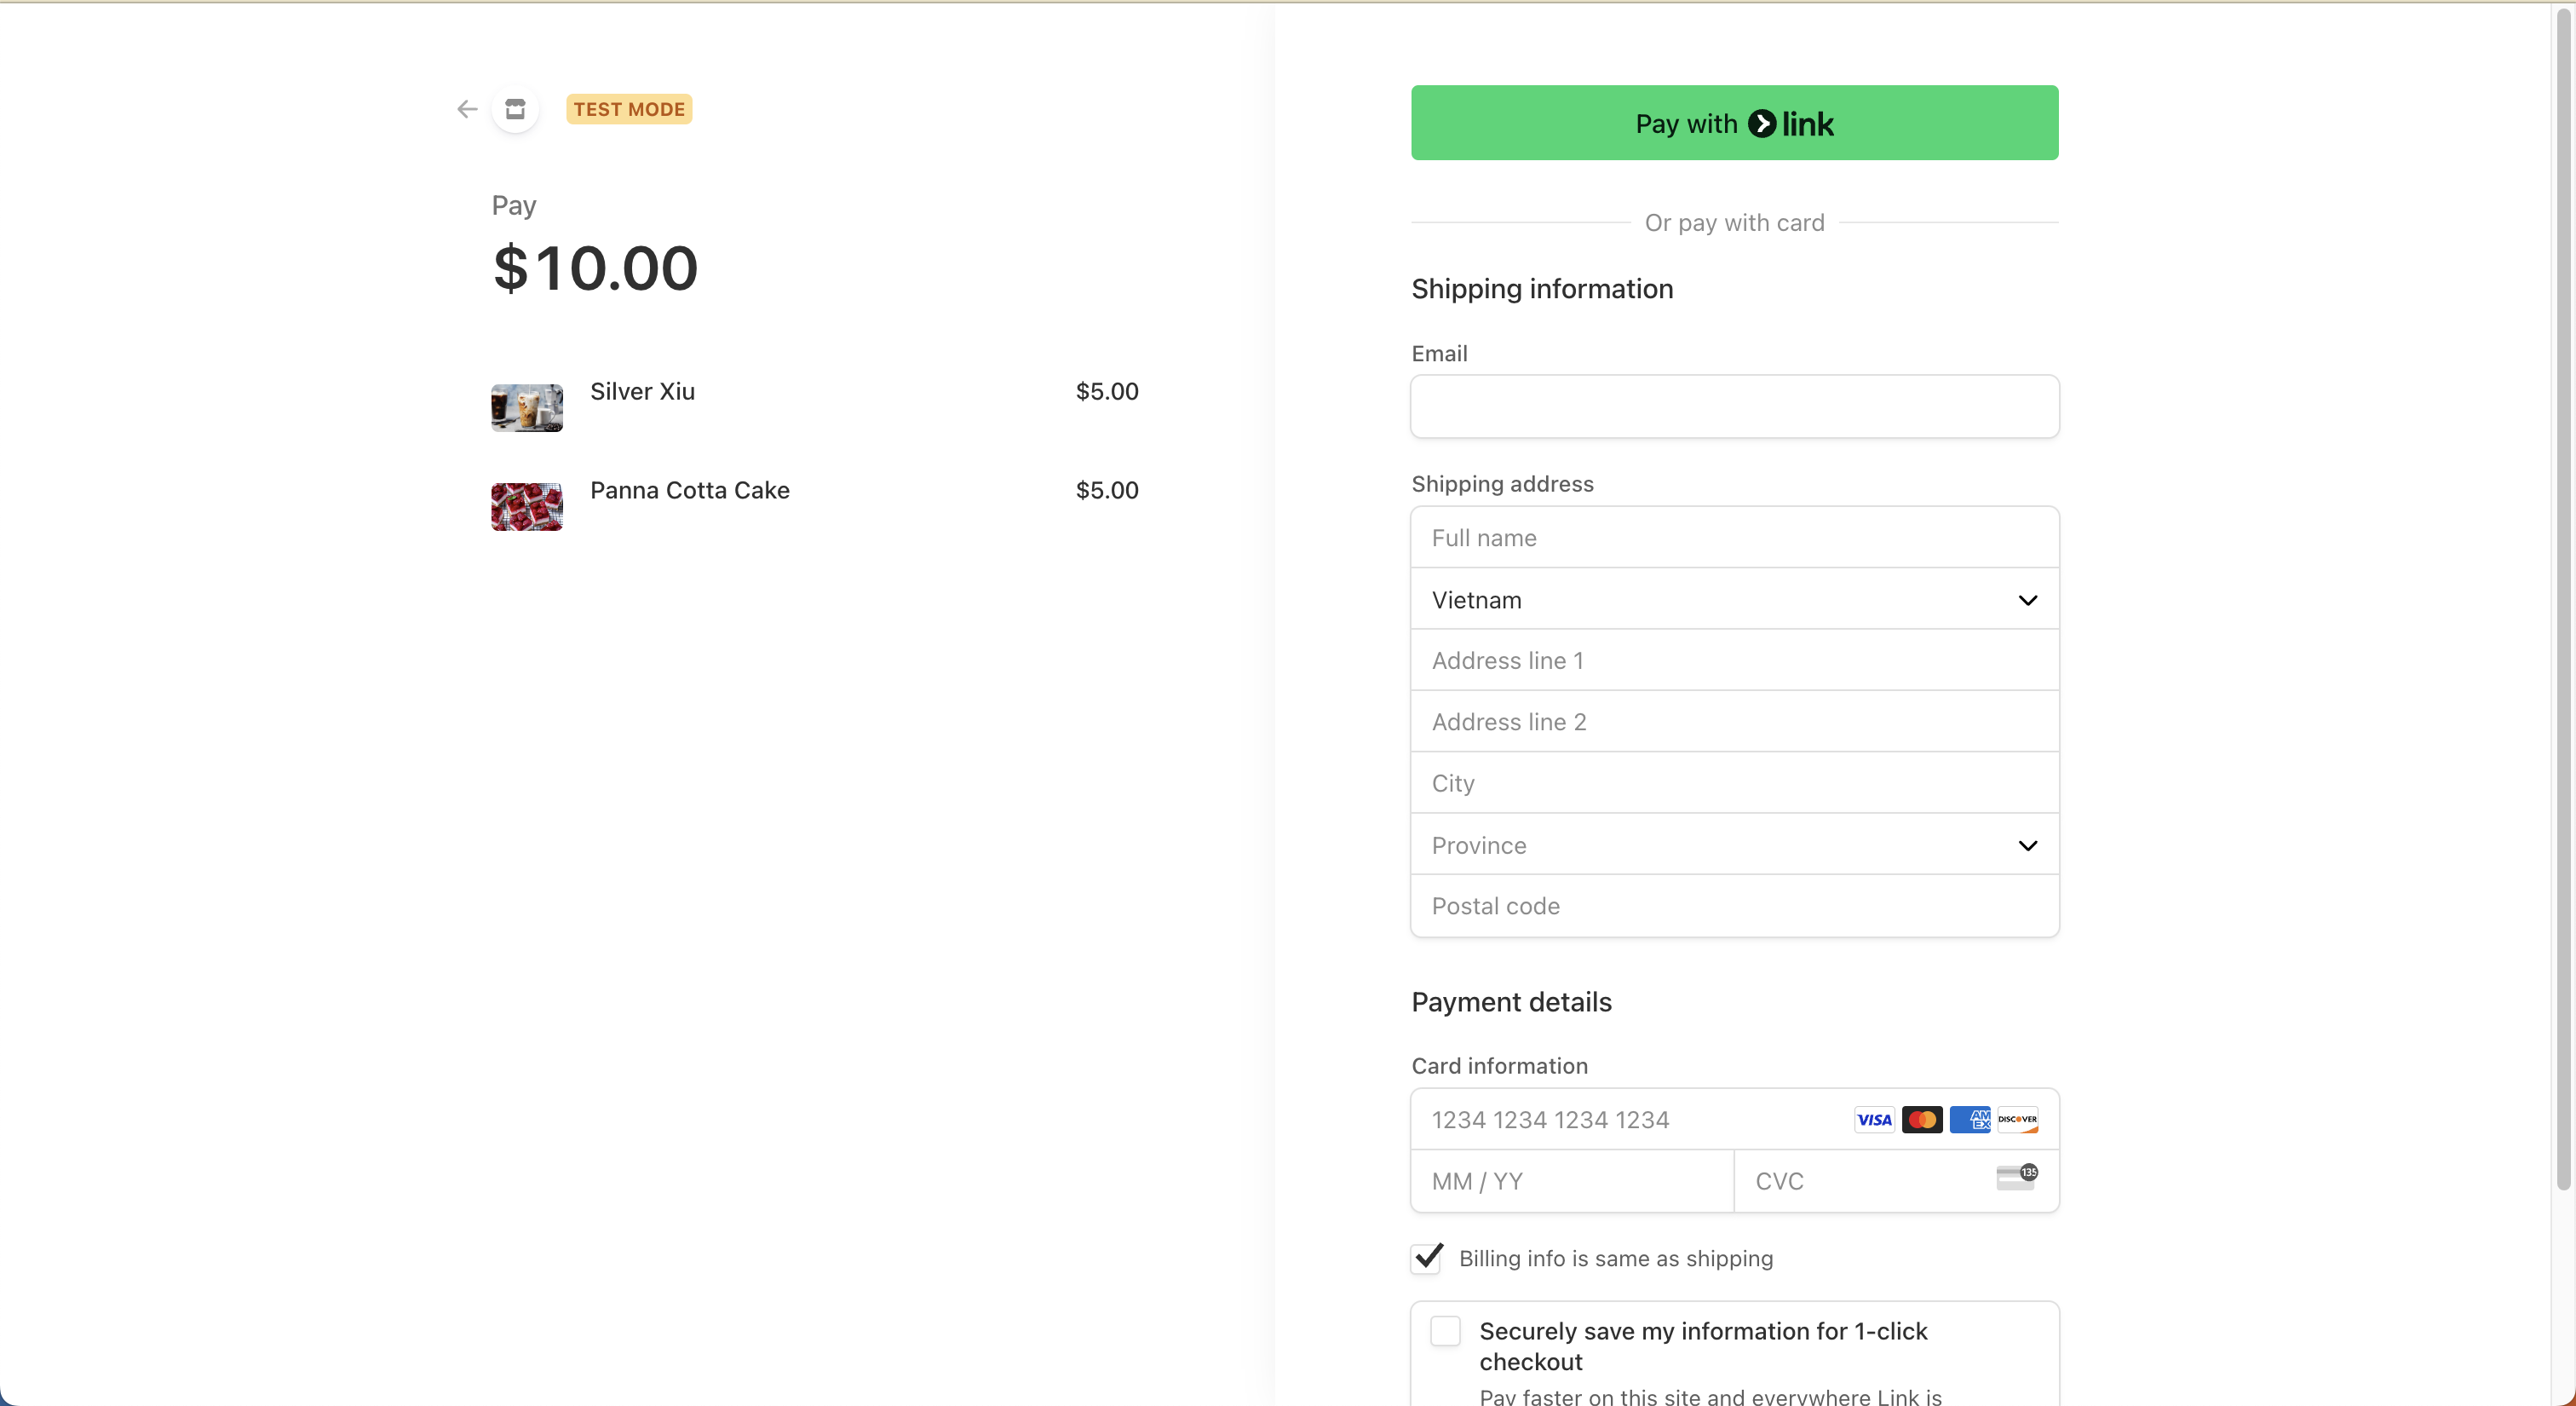 TEST MODE
Pay
$10.00
Silver Xiu
$5.00
Panna Cotta Cake
$5.00
Pay with link
Or pay with card
Shipping information
Email
Shipping address
Full name
Vietnam
Address line 1
Address line 2
City
Province
Postal code
Payment details
Card information
1234 1234 1234 1234
VISA
AM
EX
DISCOVER
MM / YY
CVC
135
Billing info is same as shipping
Securely save my information for 1-click
checkout
Pay faster on this site and everywhere Link is